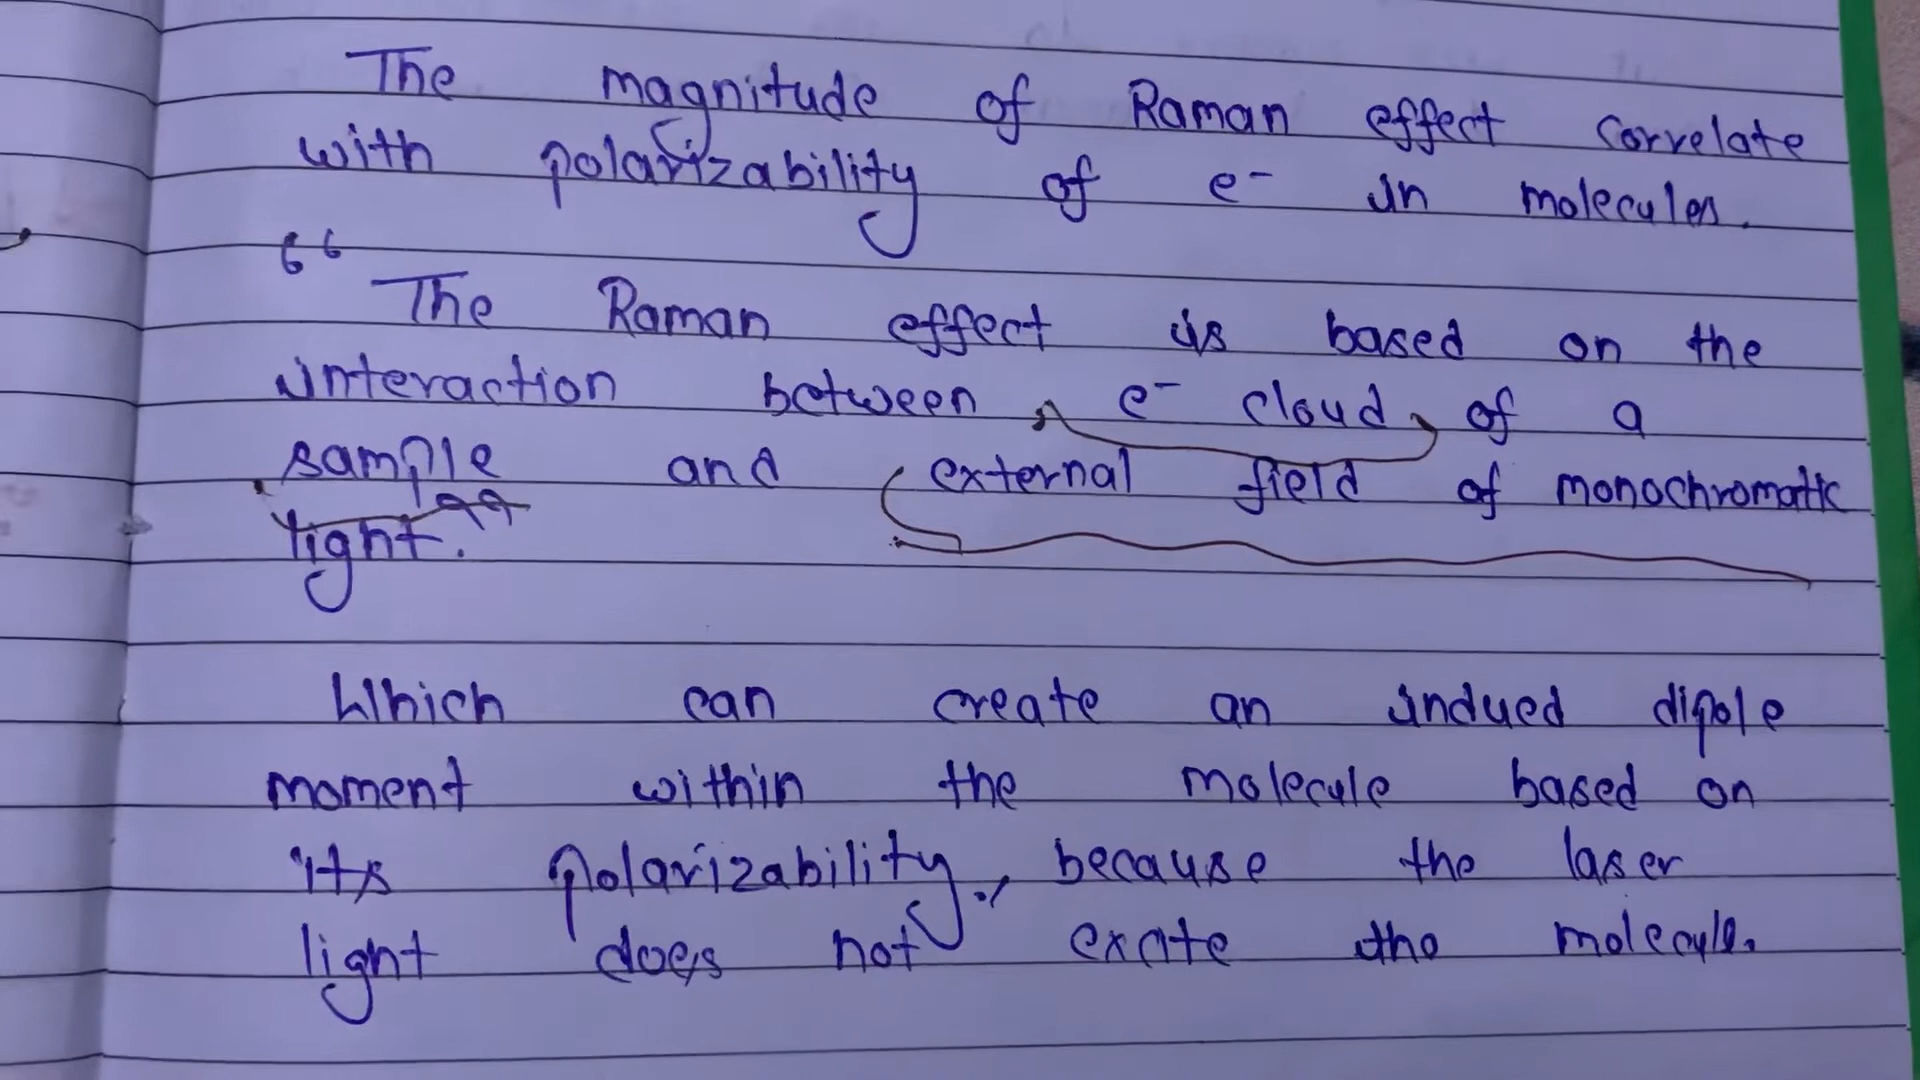 The magnitude of Raman effect correlate
with polarizability of e⁻ in molecules.
“ The Raman effect is based on the
interaction between e⁻ cloud of a
sample and external field of monochromatic
light. ”
Which can create an indued dipole
moment within the molecule based on
its polarizability, because the laser
light does not excite the molecule.